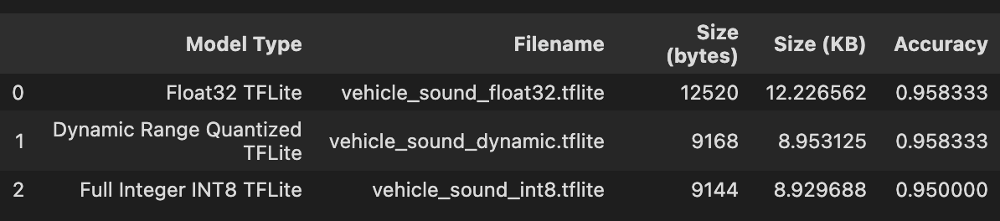 Model Type Filename Size (bytes) Size (KB) Accuracy
0 Float32 TFLite vehicle_sound_float32.tflite 12520 12.226562 0.958333
1 Dynamic Range Quantized TFLite vehicle_sound_dynamic.tflite 9168 8.953125 0.958333
2 Full Integer INT8 TFLite vehicle_sound_int8.tflite 9144 8.929688 0.950000